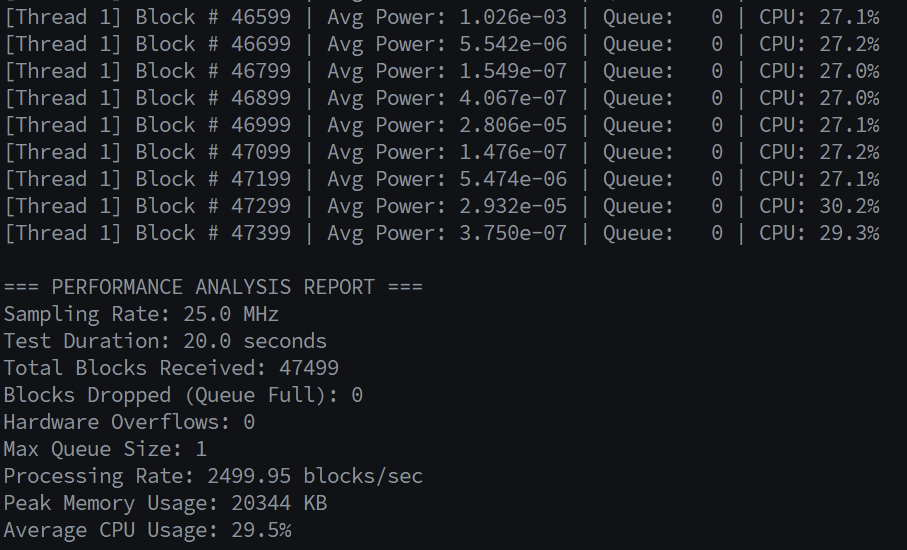 [Thread 1] Block # 46599 | Avg Power: 1.026e-03 | Queue:   0 | CPU: 27.1%
[Thread 1] Block # 46699 | Avg Power: 5.542e-06 | Queue:   0 | CPU: 27.2%
[Thread 1] Block # 46799 | Avg Power: 1.549e-07 | Queue:   0 | CPU: 27.0%
[Thread 1] Block # 46899 | Avg Power: 4.067e-07 | Queue:   0 | CPU: 27.0%
[Thread 1] Block # 46999 | Avg Power: 2.806e-05 | Queue:   0 | CPU: 27.1%
[Thread 1] Block # 47099 | Avg Power: 1.476e-07 | Queue:   0 | CPU: 27.2%
[Thread 1] Block # 47199 | Avg Power: 5.474e-06 | Queue:   0 | CPU: 27.1%
[Thread 1] Block # 47299 | Avg Power: 2.932e-05 | Queue:   0 | CPU: 30.2%
[Thread 1] Block # 47399 | Avg Power: 3.750e-07 | Queue:   0 | CPU: 29.3%

=== PERFORMANCE ANALYSIS REPORT ===
Sampling Rate: 25.0 MHz
Test Duration: 20.0 seconds
Total Blocks Received: 47499
Blocks Dropped (Queue Full): 0
Hardware Overflows: 0
Max Queue Size: 1
Processing Rate: 2499.95 blocks/sec
Peak Memory Usage: 20344 KB
Average CPU Usage: 29.5%